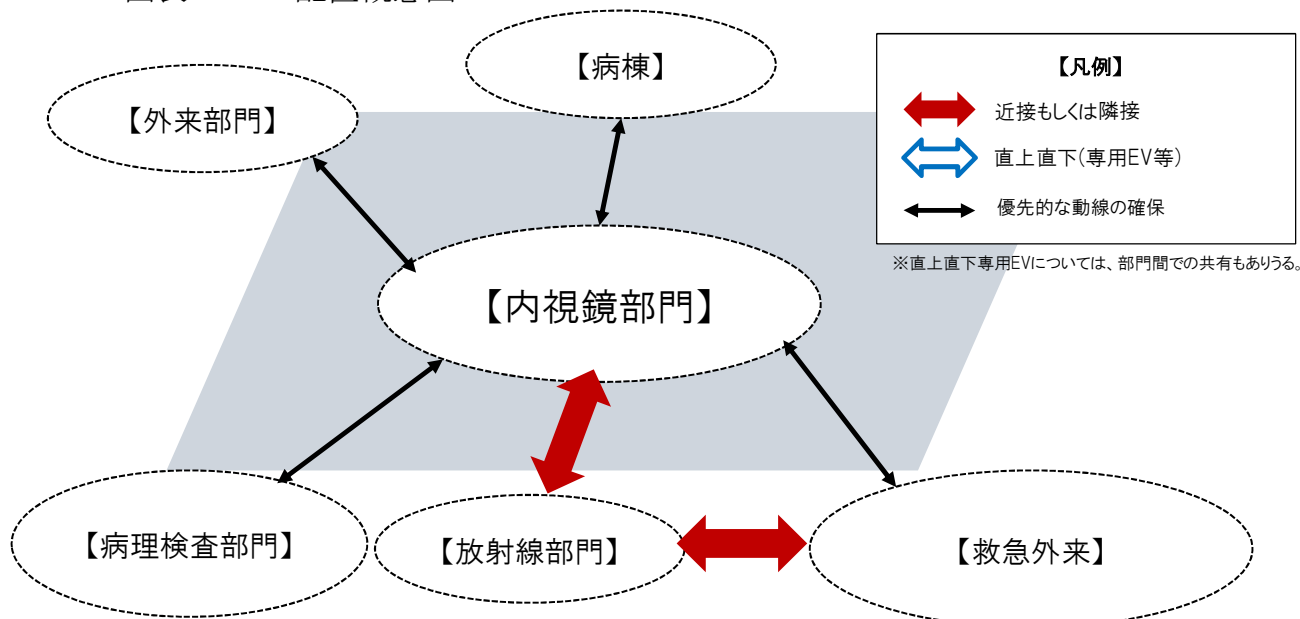 【病棟】
【外来部門】
【凡例】
近接もしくは隣接
直上直下(専用EV等)
優先的な動線の確保
※直上直下専用EVについては、部門間での共有もありうる。
【内視鏡部門】
【病理検査部門】
【放射線部門】
【救急外来】